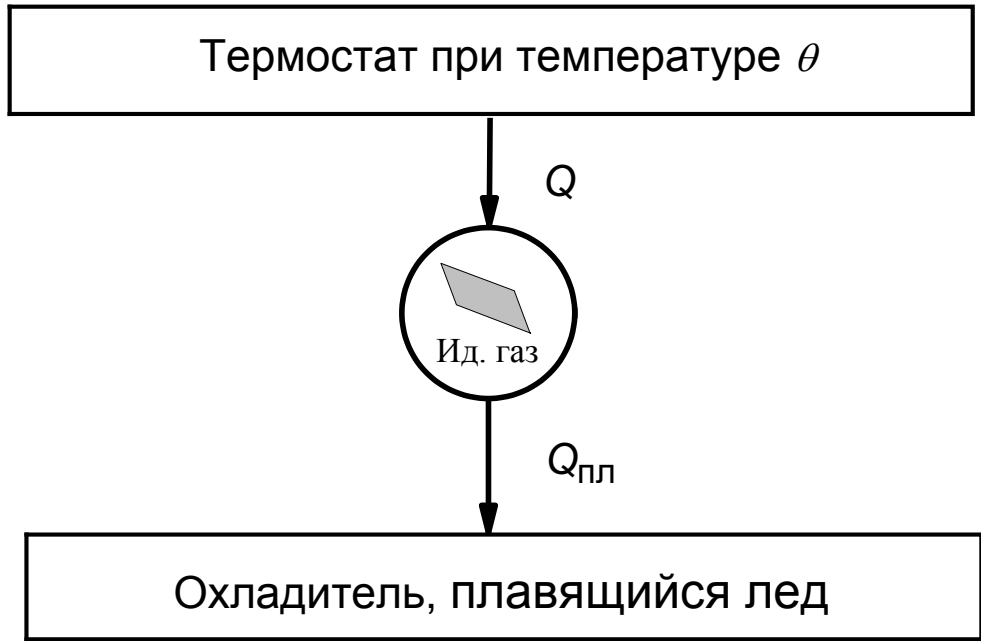 Термостат при температуре θ
Q
Ид. газ
Qпл
Охладитель, плавящийся лед